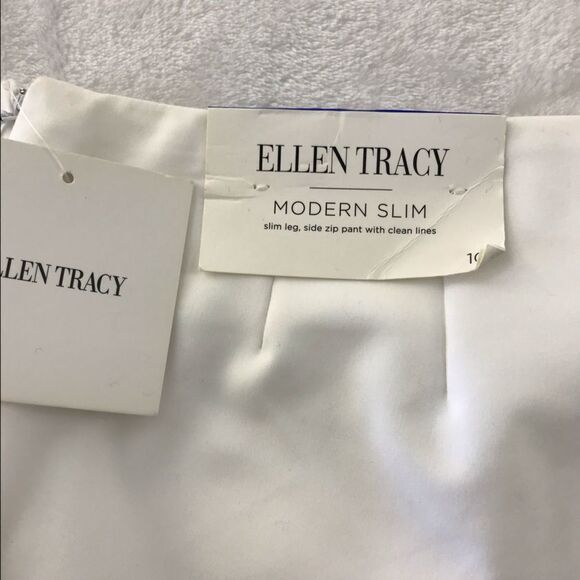 ELLEN TRACY
MODERN SLIM
slim leg, side zip pant with clean lines
LLEN TRACY